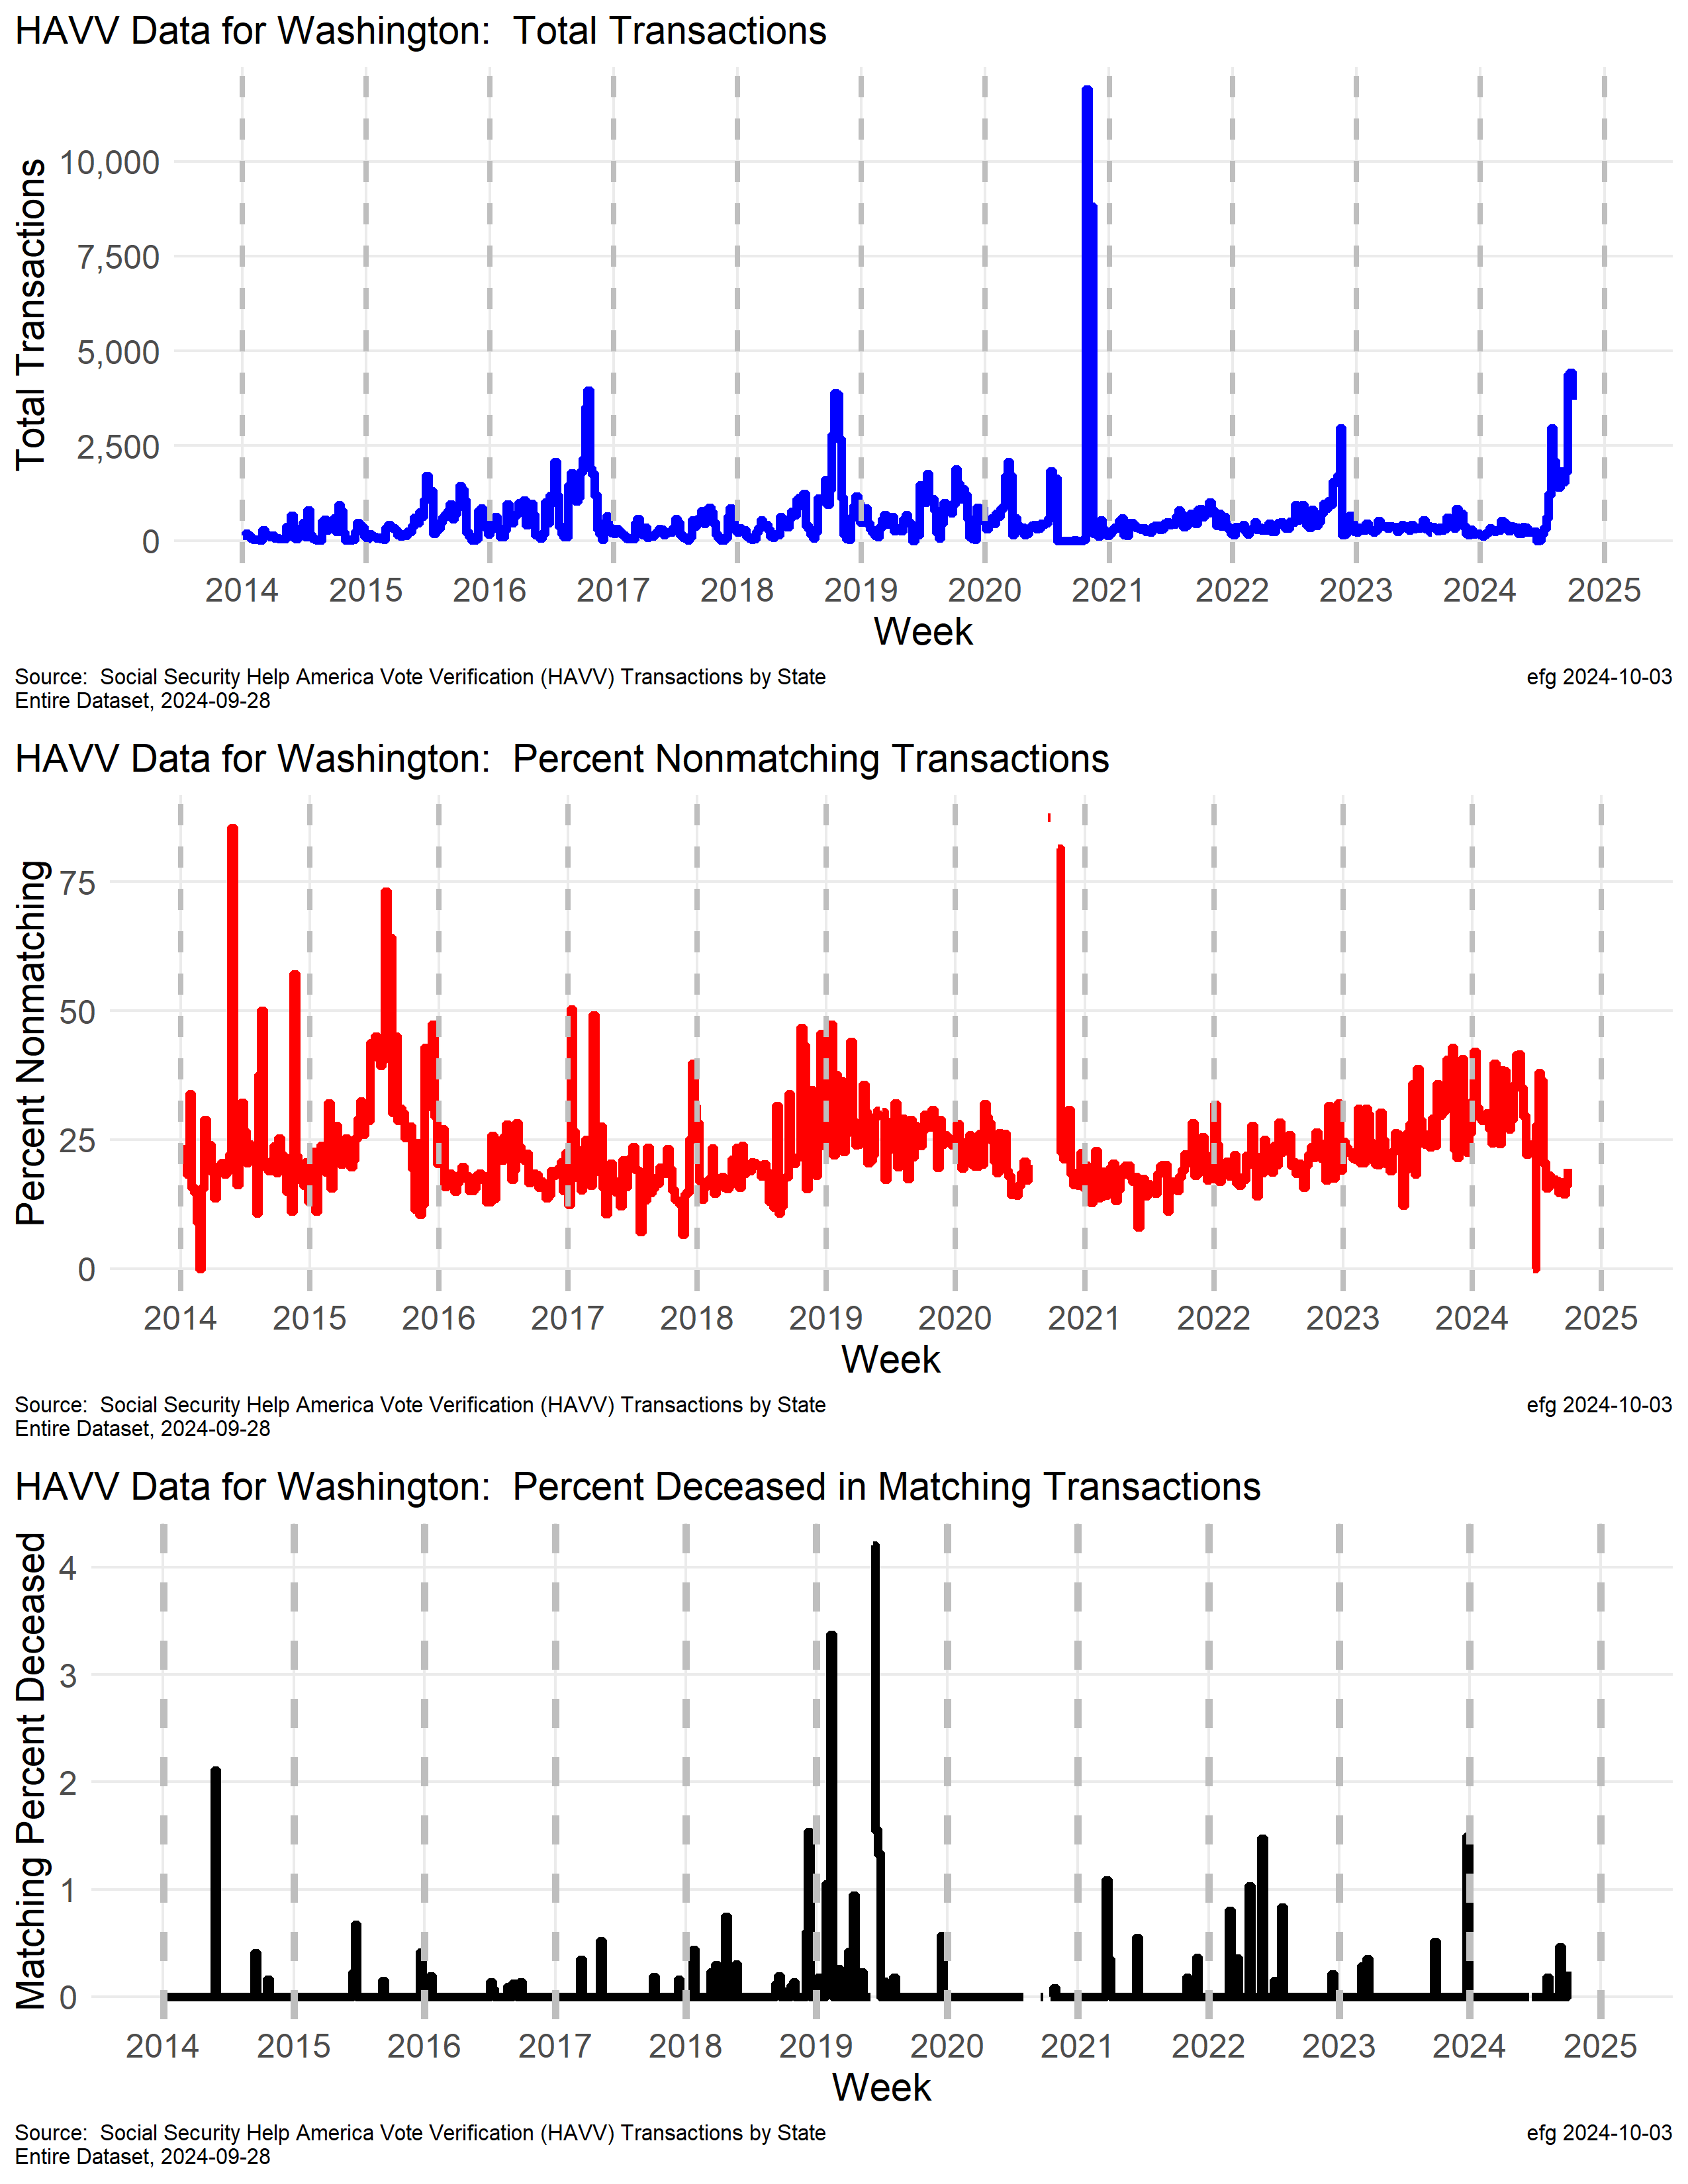 HAVV Data for Washington:  Total Transactions
Total Transactions
10,000
7,500
5,000
2,500
0
2014 2015 2016 2017 2018 2019 2020 2021 2022 2023 2024 2025
Week
Source:  Social Security Help America Vote Verification (HAVV) Transactions by State
Entire Dataset, 2024-09-28
efg 2024-10-03
HAVV Data for Washington:  Percent Nonmatching Transactions
Percent Nonmatching
75
50
25
0
2014 2015 2016 2017 2018 2019 2020 2021 2022 2023 2024 2025
Week
Source:  Social Security Help America Vote Verification (HAVV) Transactions by State
Entire Dataset, 2024-09-28
efg 2024-10-03
HAVV Data for Washington:  Percent Deceased in Matching Transactions
Matching Percent Deceased
4
3
2
1
0
2014 2015 2016 2017 2018 2019 2020 2021 2022 2023 2024 2025
Week
Source:  Social Security Help America Vote Verification (HAVV) Transactions by State
Entire Dataset, 2024-09-28
efg 2024-10-03